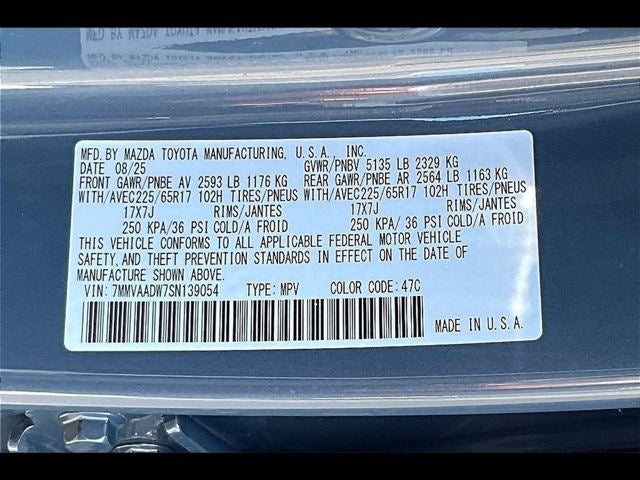 MFD. BY MAZDA TOYOTA MANUFACTURING, U.S.A., INC.
DATE 08/25 GVWR/PNBV 5135 LB 2329 KG
FRONT GAWR/PNBE AV 2593 LB 1176 KG REAR GAWR/PNBE AR 2564 LB 1163 KG
WITH/AVEC225/65R17 102H TIRES/PNEUS WITH/AVEC225/65R17 102H TIRES/PNEUS
17X7J RIMS/JANTES 17X7J RIMS/JANTES
250 KPA/36 PSI COLD/A FROID 250 KPA/36 PSI COLD/A FROID
THIS VEHICLE CONFORMS TO ALL APPLICABLE FEDERAL MOTOR VEHICLE
SAFETY, AND THEFT PREVENTION STANDARDS IN EFFECT ON THE DATE OF
MANUFACTURE SHOWN ABOVE.
VIN: 7MMVAADW7SN139054 TYPE: MPV COLOR CODE: 47C
MADE IN U.S.A.